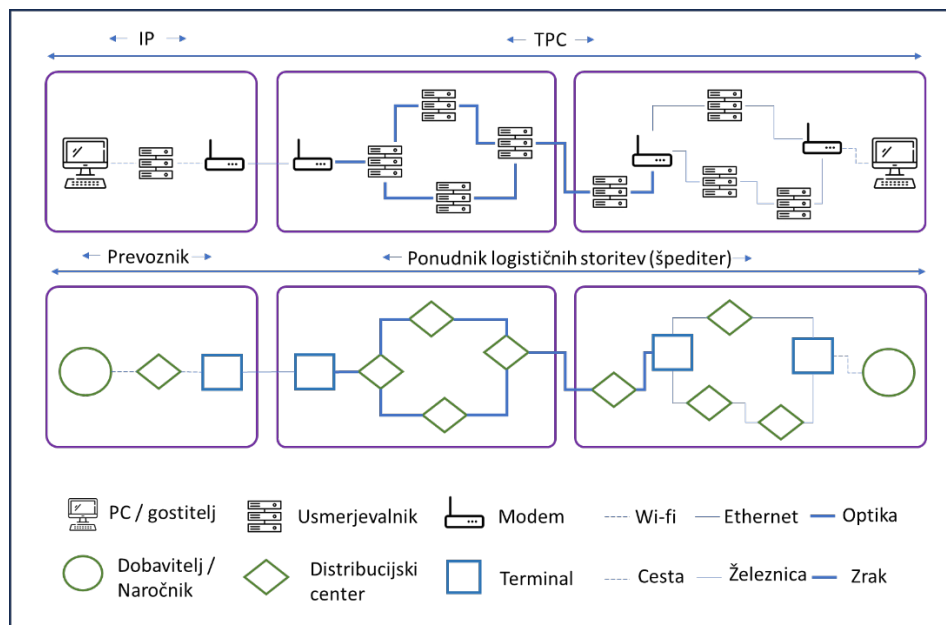 IP
TPC
Prevoznik
Ponudnik logističnih storitev (špediter)
PC / gostitelj
Usmerjevalnik
Modem
Wi-fi
Ethernet
Optika
Dobavitelj /
Naročnik
Distribucijski
center
Terminal
Cesta
Železnica
Zrak